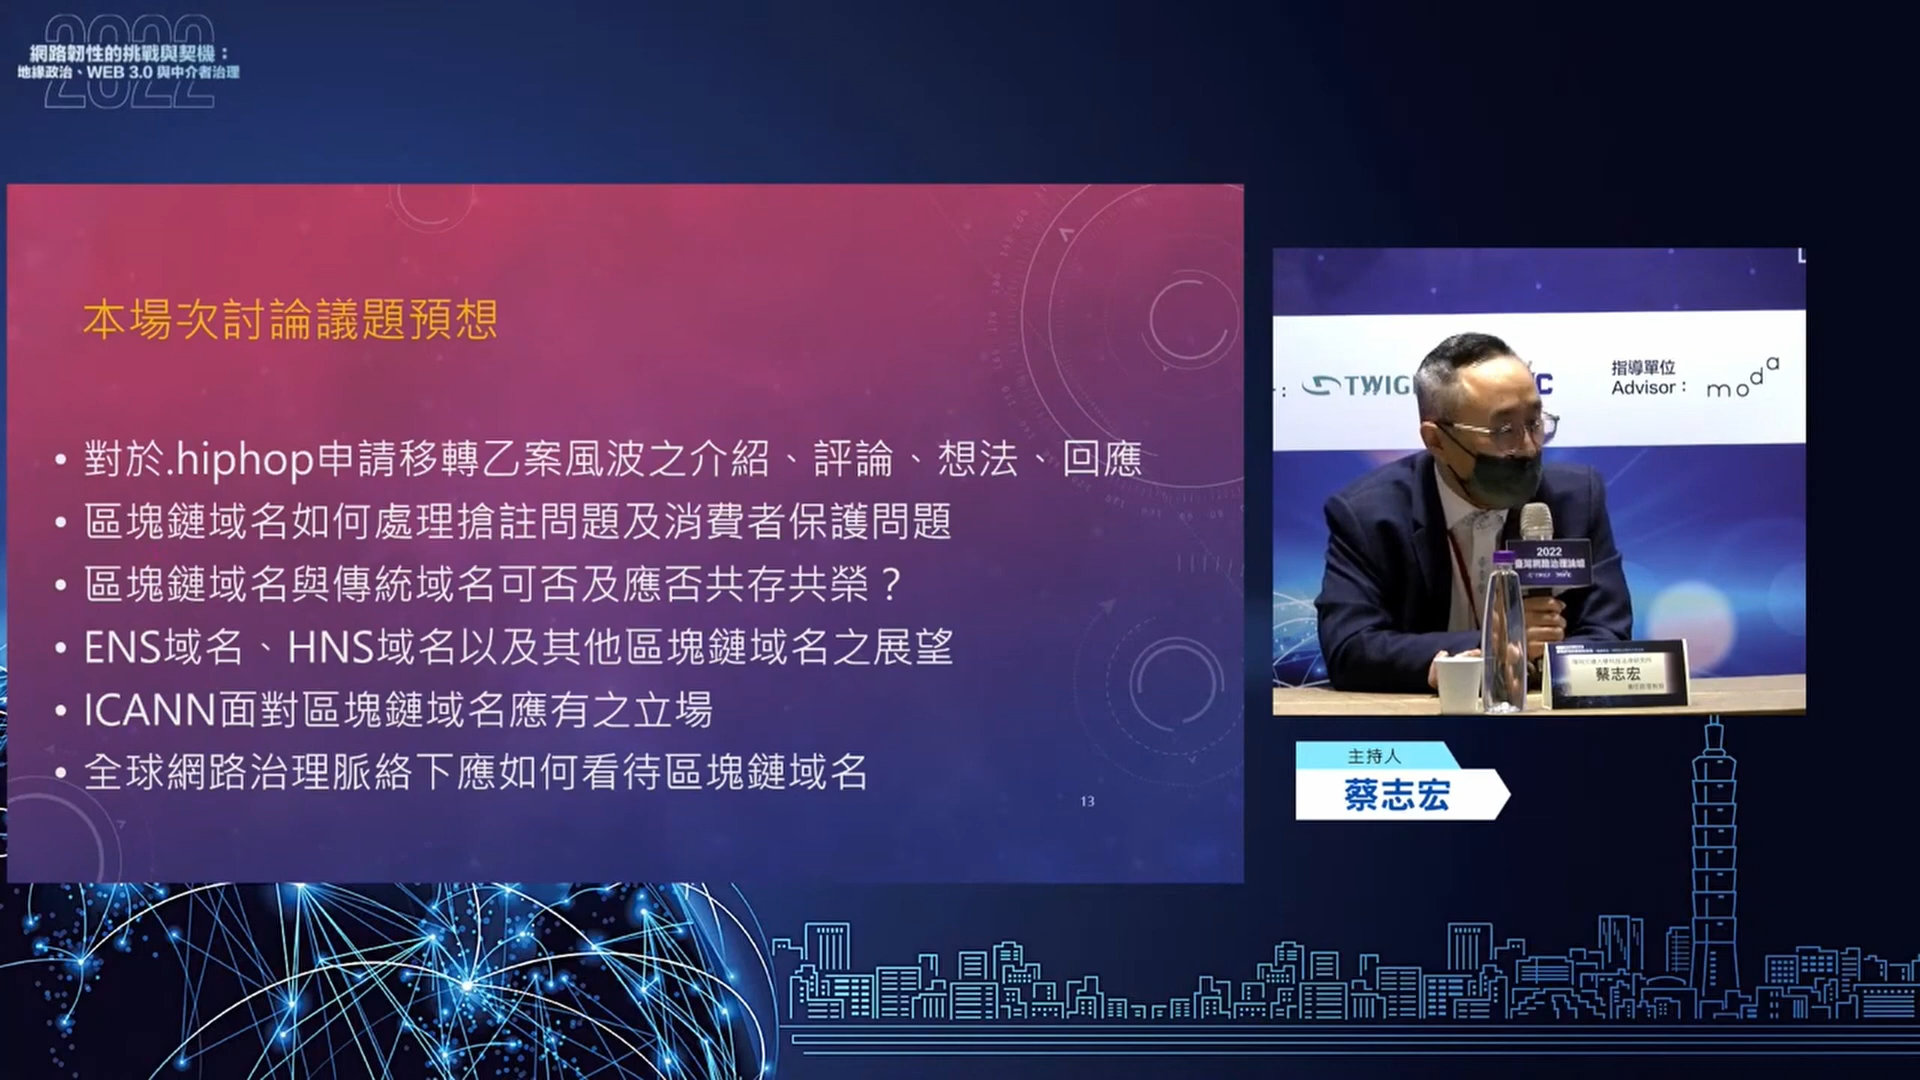 2022
網路韌性的挑戰與契機：
地緣政治、WEB 3.0 與中介者治理
本場次討論議題預想
• 對於.hiphop申請移轉乙案風波之介紹、評論、想法、回應
• 區塊鏈域名如何處理搶註問題及消費者保護問題
• 區塊鏈域名與傳統域名可否及應否共存共榮？
• ENS域名、HNS域名以及其他區塊鏈域名之展望
• ICANN面對區塊鏈域名應有之立場
• 全球網路治理脈絡下應如何看待區塊鏈域名
13
TWIG
C
指導單位
Advisor：
moda
2022
臺灣網路治理論壇
蔡志宏
主持人
蔡志宏